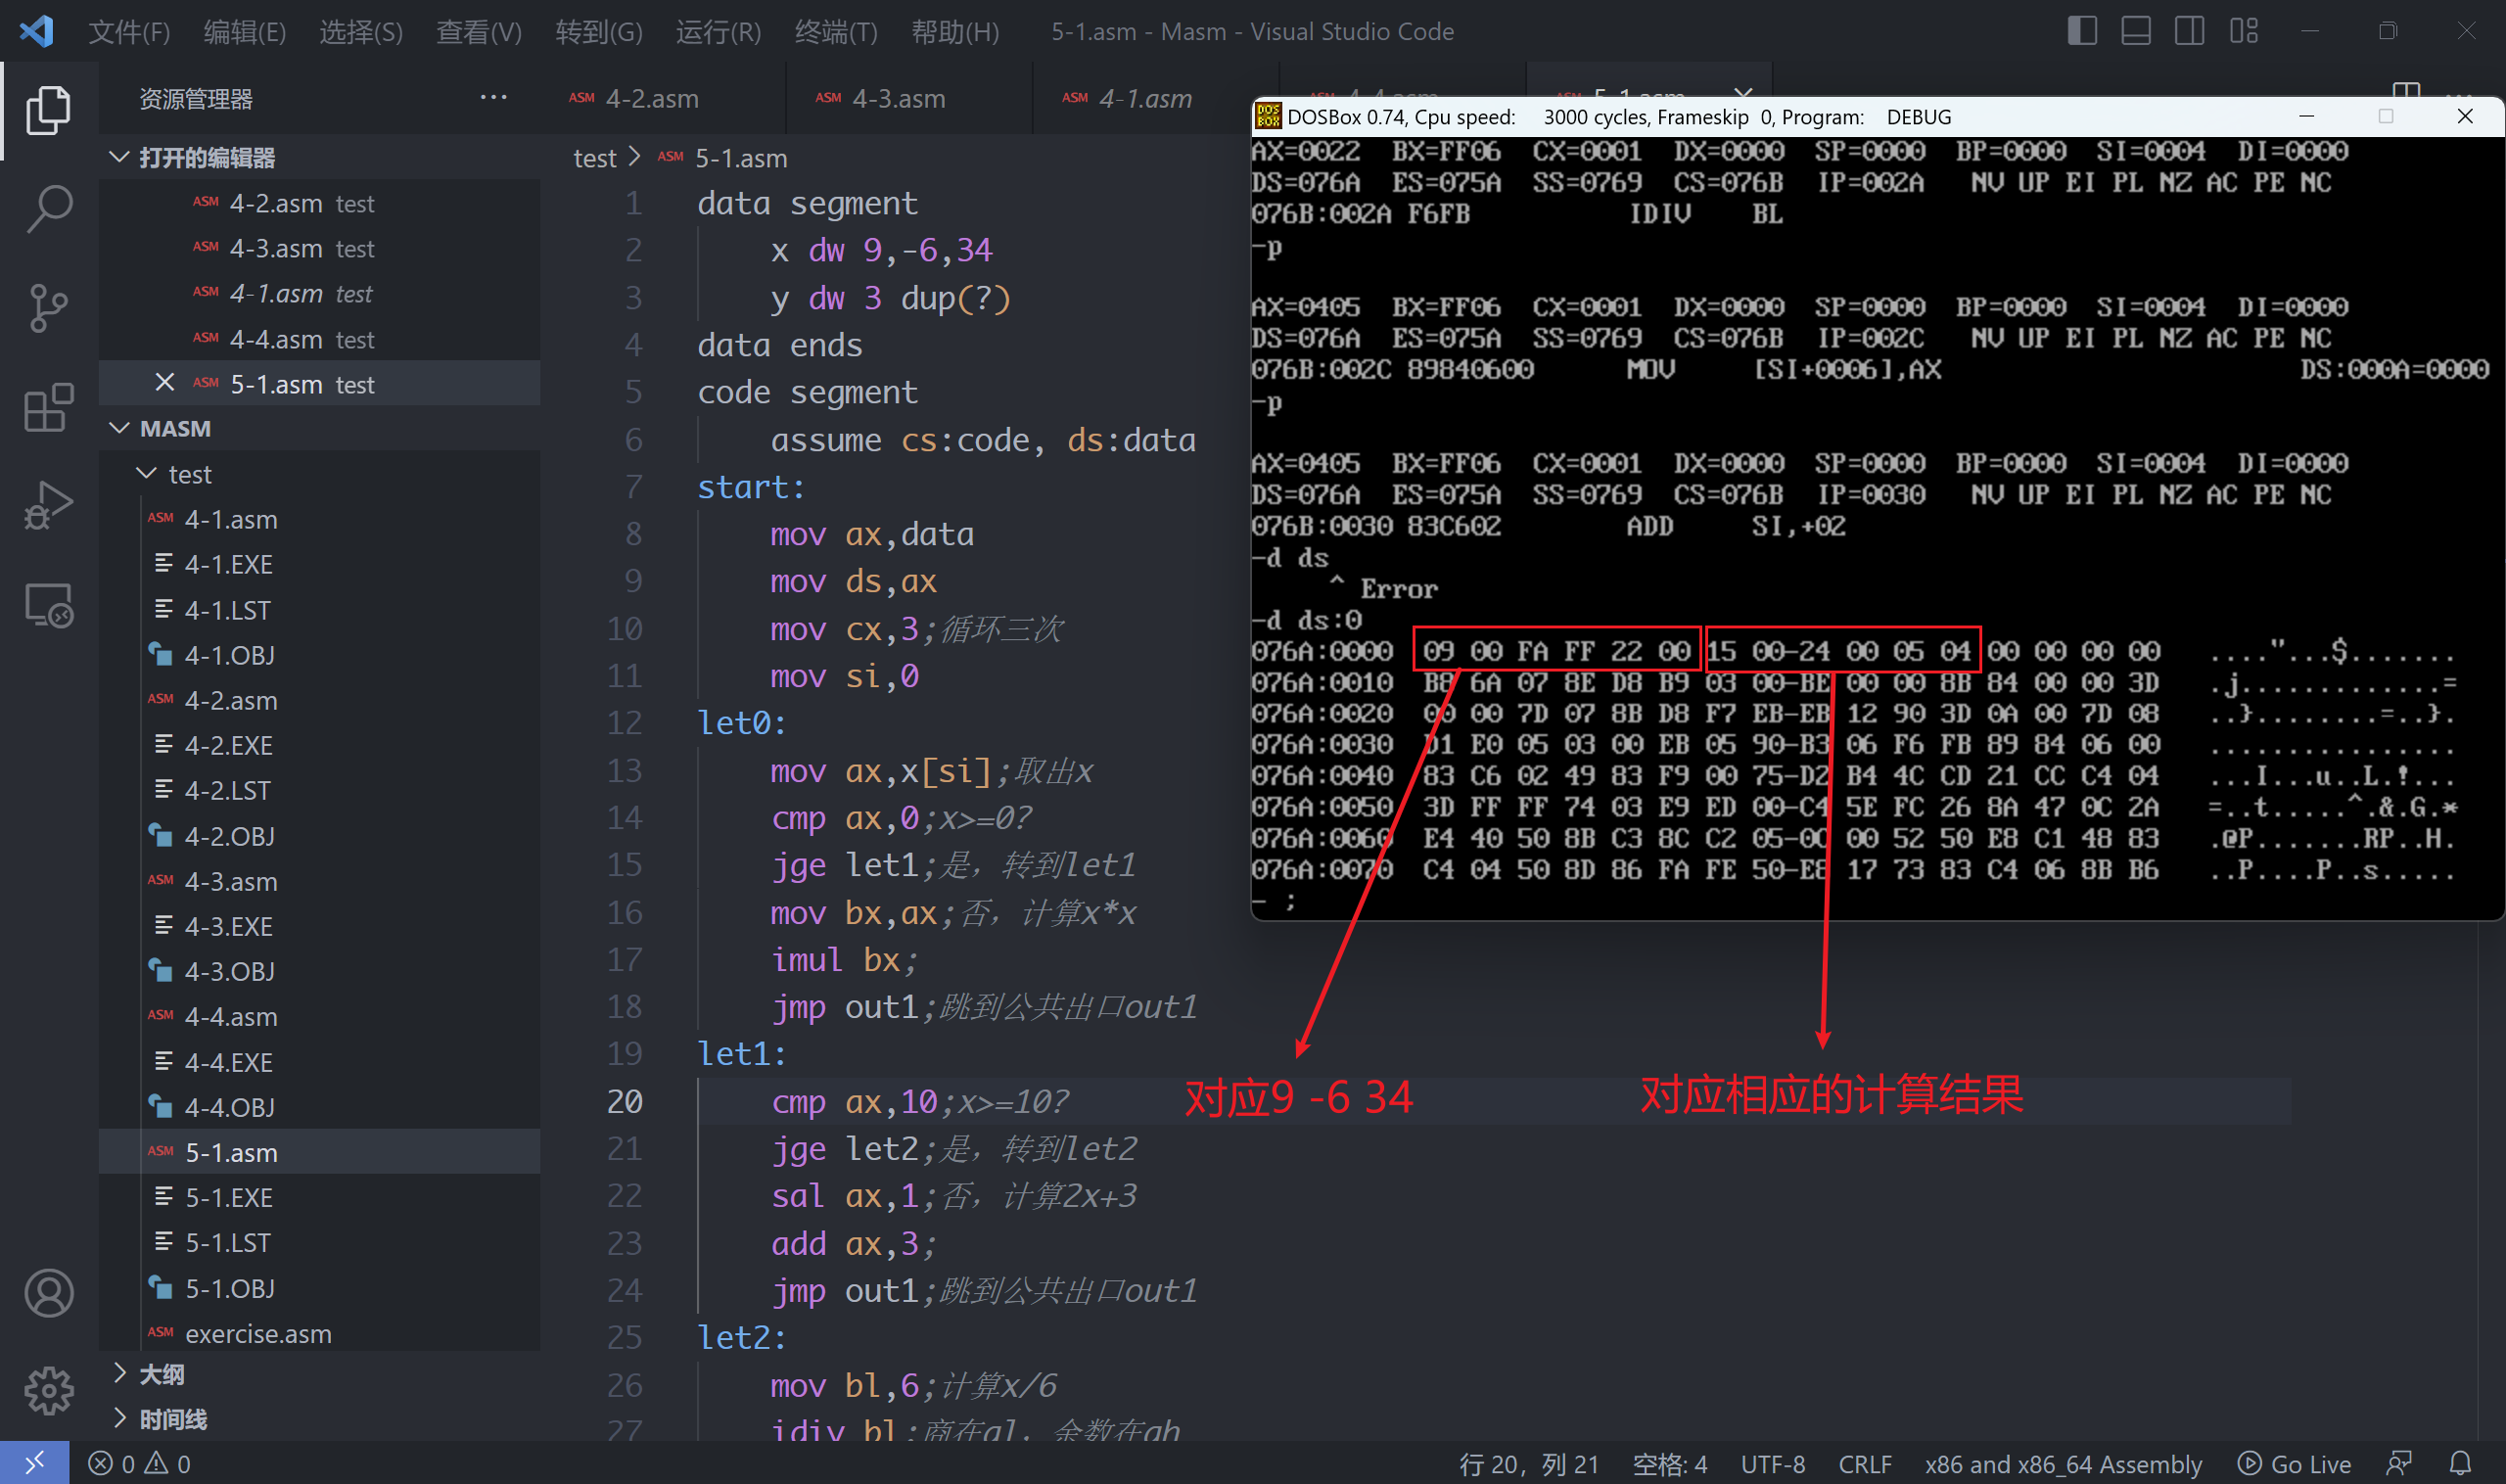 文件(F) 编辑(E) 选择(S) 查看(V) 转到(G) 运行(R) 终端(T) 帮助(H) 5-1.asm - Masm - Visual Studio Code
资源管理器 ···
ASM 4-2.asm ASM 4-3.asm ASM 4-1.asm
打开的编辑器
ASM 4-2.asm test
ASM 4-3.asm test
ASM 4-1.asm test
ASM 4-4.asm test
ASM 5-1.asm test
MASM
test
ASM 4-1.asm
4-1.EXE
4-1.LST
4-1.OBJ
ASM 4-2.asm
4-2.EXE
4-2.LST
4-2.OBJ
ASM 4-3.asm
4-3.EXE
4-3.OBJ
ASM 4-4.asm
4-4.EXE
4-4.OBJ
ASM 5-1.asm
5-1.EXE
5-1.LST
5-1.OBJ
ASM exercise.asm
大纲
时间线
test > ASM 5-1.asm
1 data segment
2 x dw 9,-6,34
3 y dw 3 dup(?)
4 data ends
5 code segment
6 assume cs:code, ds:data
7 start:
8 mov ax,data
9 mov ds,ax
10 mov cx,3;循环三次
11 mov si,0
12 let0:
13 mov ax,x[si];取出x
14 cmp ax,0;x>=0?
15 jge let1;是，转到let1
16 mov bx,ax;否，计算x*x
17 imul bx;
18 jmp out1;跳到公共出口out1
19 let1:
20 cmp ax,10;x>=10?
21 jge let2;是，转到let2
22 sal ax,1;否，计算2x+3
23 add ax,3;
24 jmp out1;跳到公共出口out1
25 let2:
26 mov bl,6;计算x/6
27 idiv bl;商在al，余数在ah
DOS BOX DOSBox 0.74, Cpu speed: 3000 cycles, Frameskip 0, Program: DEBUG
AX=0022 BX=FF06 CX=0001 DX=0000 SP=0000 BP=0000 SI=0004 DI=0000
DS=076A ES=075A SS=0769 CS=076B IP=002A NV UP EI PL NZ AC PE NC
076B:002A F6FB IDIV BL
-p
AX=0405 BX=FF06 CX=0001 DX=0000 SP=0000 BP=0000 SI=0004 DI=0000
DS=076A ES=075A SS=0769 CS=076B IP=002C NV UP EI PL NZ AC PE NC
076B:002C 89840600 MOV [SI+0006],AX DS:000A=0000
-p
AX=0405 BX=FF06 CX=0001 DX=0000 SP=0000 BP=0000 SI=0004 DI=0000
DS=076A ES=075A SS=0769 CS=076B IP=0030 NV UP EI PL NZ AC PE NC
076B:0030 83C602 ADD SI,+02
-d ds
^ Error
-d ds:0
076A:0000 09 00 FA FF 22 00 15 00-24 00 05 04 00 00 00 00 ...."...$.......
076A:0010 B8 6A 07 8E D8 B9 03 00-BE 00 00 8B 84 00 00 3D .j.............=
076A:0020 00 00 7D 07 8B D8 F7 EB-EB 12 90 3D 0A 00 7D 08 ..}........=..}.
076A:0030 D1 E0 05 03 00 EB 05 90-B3 06 F6 FB 89 84 06 00 ................
076A:0040 83 C6 02 49 83 F9 00 75-D2 B4 4C CD 21 CC C4 04 ...I...u..L.!...
076A:0050 3D FF FF 74 03 E9 ED 00-C4 5E FC 26 8A 47 0C 2A =..t.....^.&.G.*
076A:0060 E4 40 50 8B C3 8C C2 05-0C 00 52 50 E8 C1 48 83 .@P.......RP..H.
076A:0070 C4 04 50 8D 86 FA FE 50-E8 17 73 83 C4 06 8B B6 ..P....P..s.....
- ;
对应9 -6 34
对应相应的计算结果
0 0 行 20，列 21 空格: 4 UTF-8 CRLF x86 and x86_64 Assembly Go Live